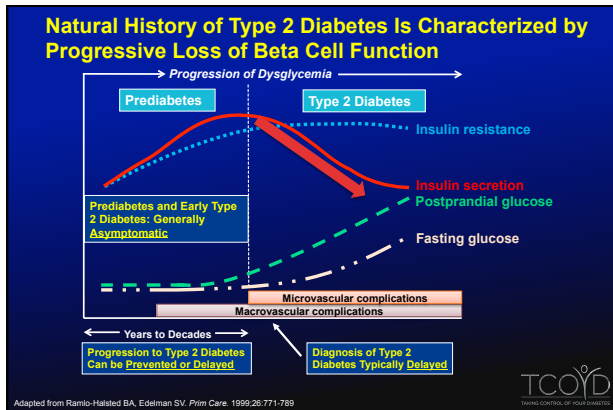 Natural History of Type 2 Diabetes Is Characterized by
Progressive Loss of Beta Cell Function
Progression of Dysglycemia
Prediabetes
Type 2 Diabetes
Insulin resistance
Insulin secretion
Postprandial glucose
Fasting glucose
Prediabetes and Early Type
2 Diabetes: Generally
Asymptomatic
Microvascular complications
Macrovascular complications
Years to Decades
Progression to Type 2 Diabetes
Can be Prevented or Delayed
Diagnosis of Type 2
Diabetes Typically Delayed
TCOYD
TAKING CONTROL OF YOUR DIABETES
Adapted from Ramlo-Halsted BA, Edelman SV. Prim Care. 1999;26:771-789